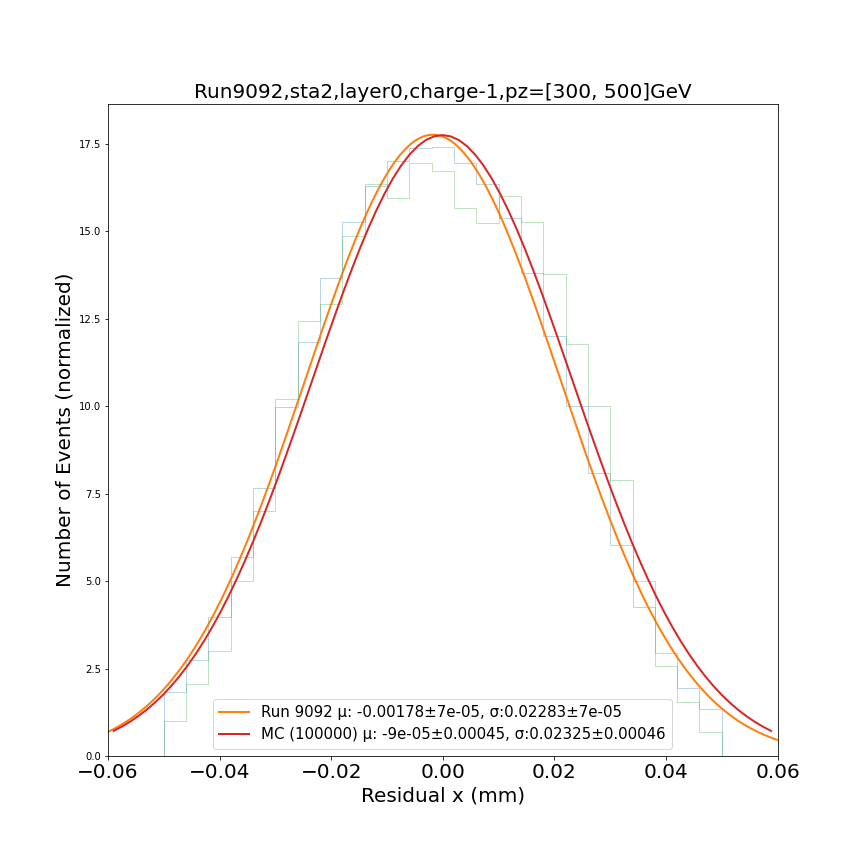 Run9092,sta2,layer0,charge-1,pz=[300, 500]GeV
Number of Events (normalized)
17.5
15.0
12.5
10.0
7.5
5.0
2.5
0.0
Run 9092 μ: -0.00178±7e-05, σ:0.02283±7e-05
MC (100000) μ: -9e-05±0.00045, σ:0.02325±0.00046
−0.06 −0.04 −0.02 0.00 0.02 0.04 0.06
Residual x (mm)